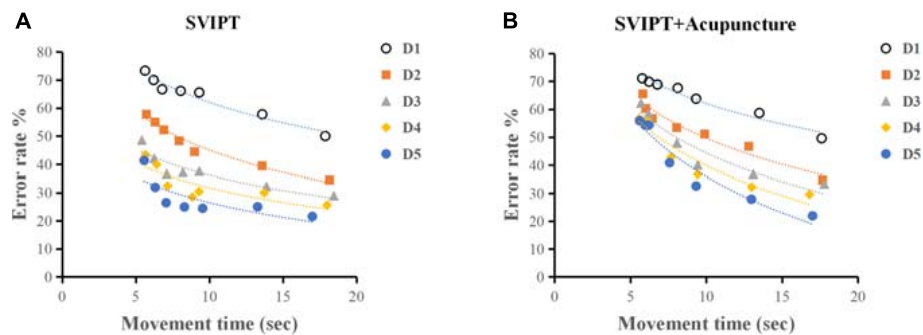 A
SVIPT
Error rate %
80
70
60
50
40
30
20
10
0
0
5
10
15
20
Movement time (sec)
D1
D2
D3
D4
D5
B
SVIPT+Acupuncture
Error rate %
80
70
60
50
40
30
20
10
0
0
5
10
15
20
Movement time (sec)
D1
D2
D3
D4
D5